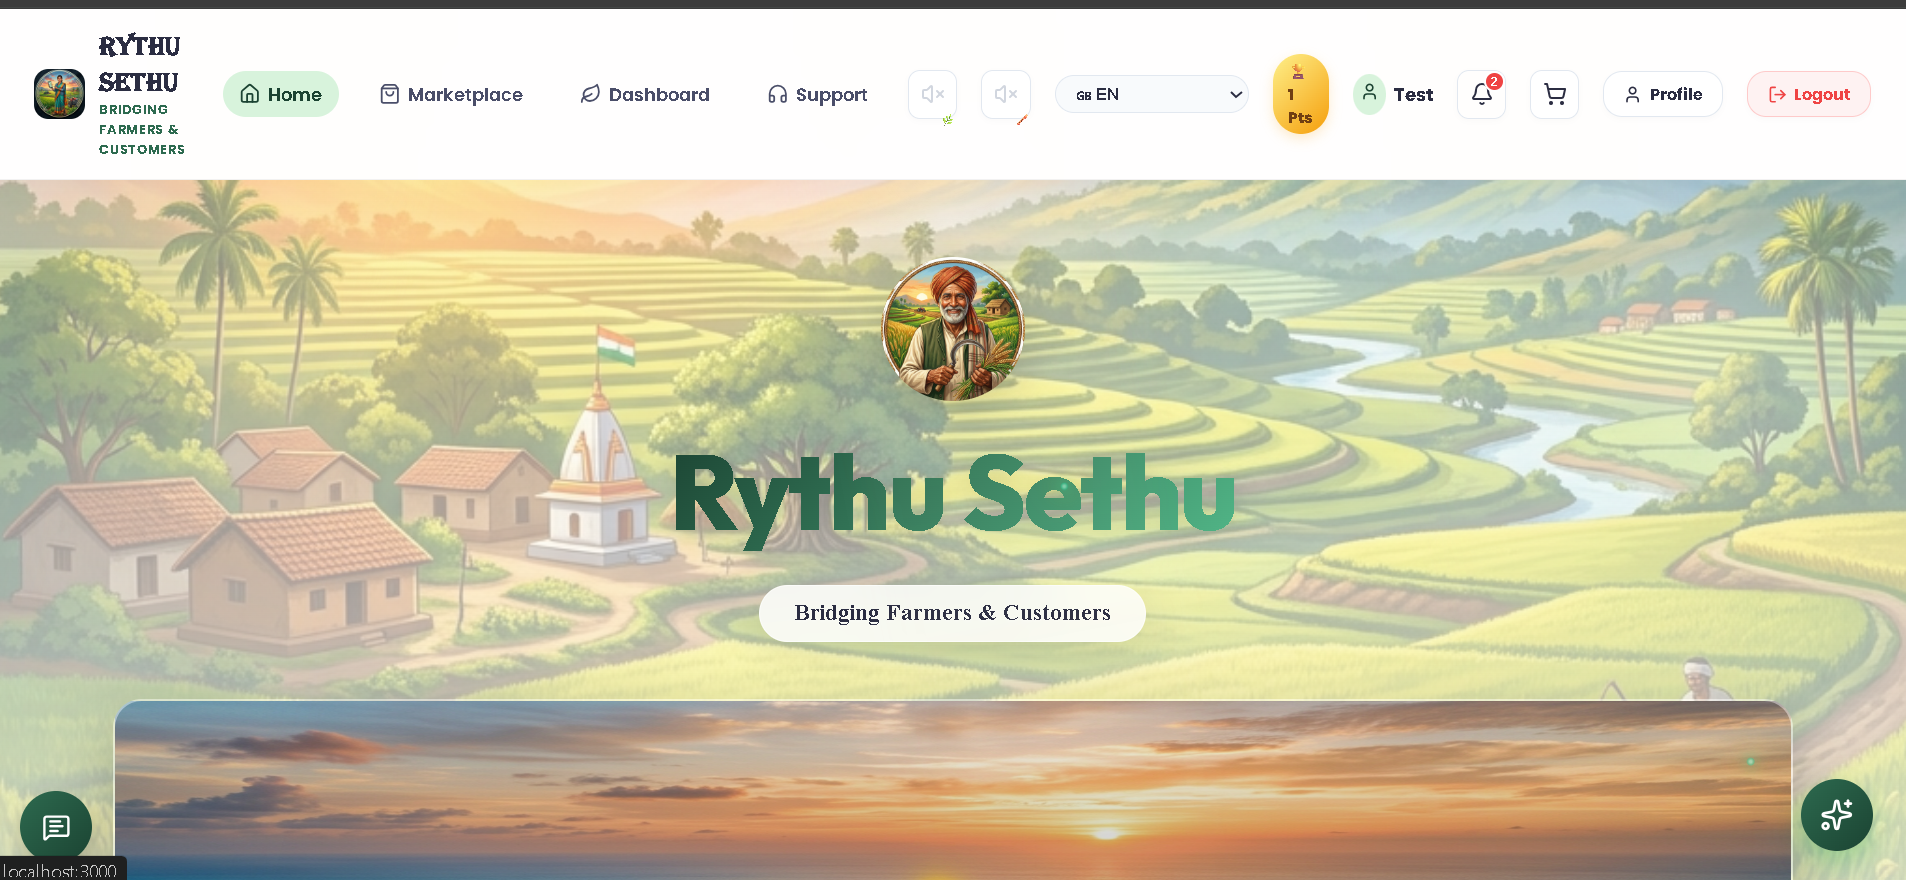 RYTHU
SETHU
BRIDGING
FARMERS &
CUSTOMERS
Home
Marketplace
Dashboard
Support
GB EN
1
Pts
Test
2
Profile
Logout
Rythu Sethu
Bridging Farmers & Customers
localhost:3000